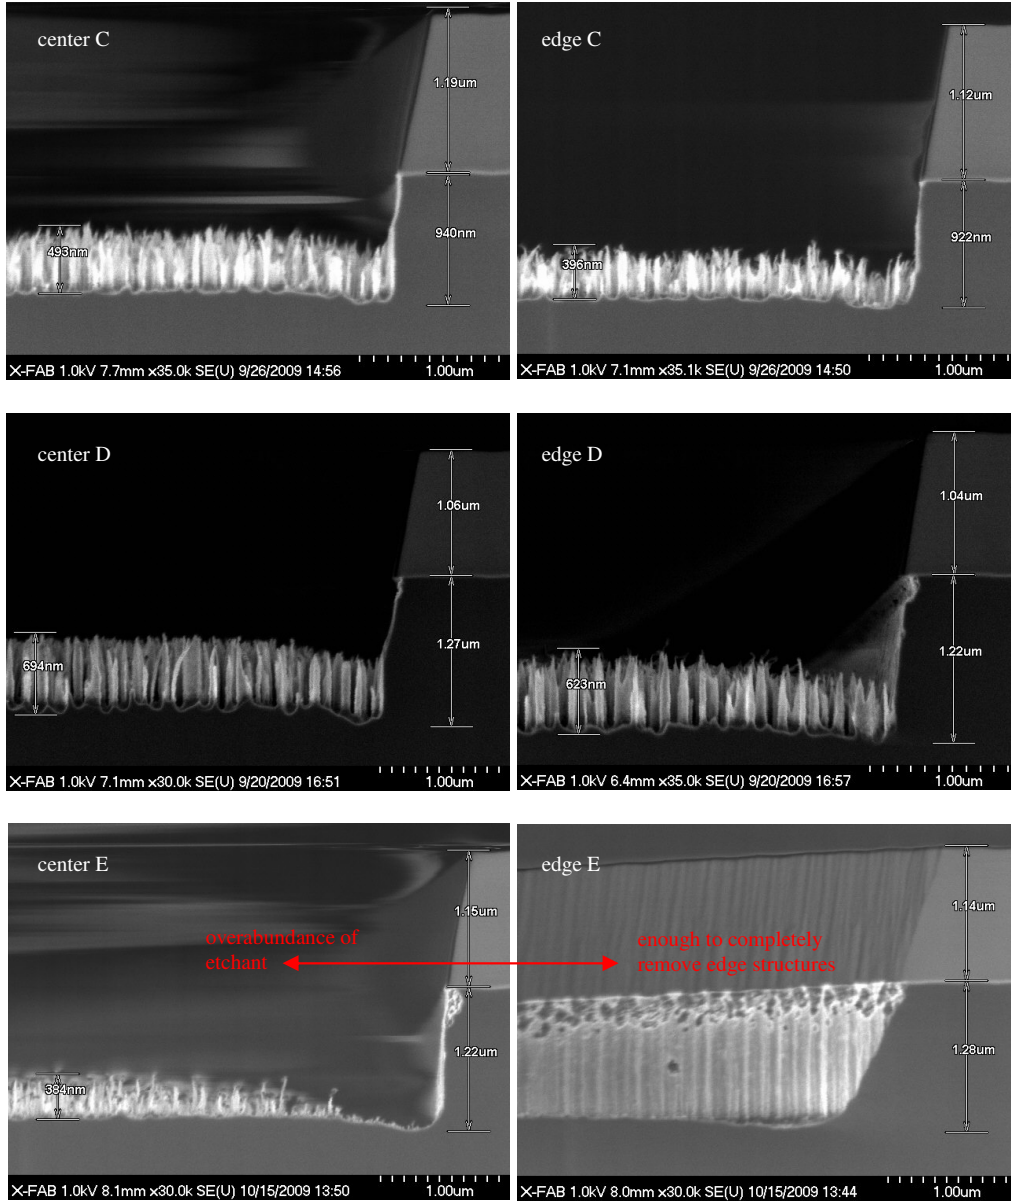 center C
1.19um
940nm
493nm
X-FAB 1.0kV 7.7mm x35.0k SE(U) 9/26/2009 14:56 1.00um
edge C
1.12um
922nm
396nm
X-FAB 1.0kV 7.1mm x35.1k SE(U) 9/26/2009 14:50 1.00um
center D
1.06um
1.27um
694nm
X-FAB 1.0kV 7.1mm x30.0k SE(U) 9/20/2009 16:51 1.00um
edge D
1.04um
1.22um
623nm
X-FAB 1.0kV 6.4mm x35.0k SE(U) 9/20/2009 16:57 1.00um
center E
1.15um
overabundance of
etchant
1.22um
384nm
X-FAB 1.0kV 8.1mm x30.0k SE(U) 10/15/2009 13:50 1.00um
edge E
1.14um
enough to completely
remove edge structures
1.28um
X-FAB 1.0kV 8.0mm x30.0k SE(U) 10/15/2009 13:44 1.00um